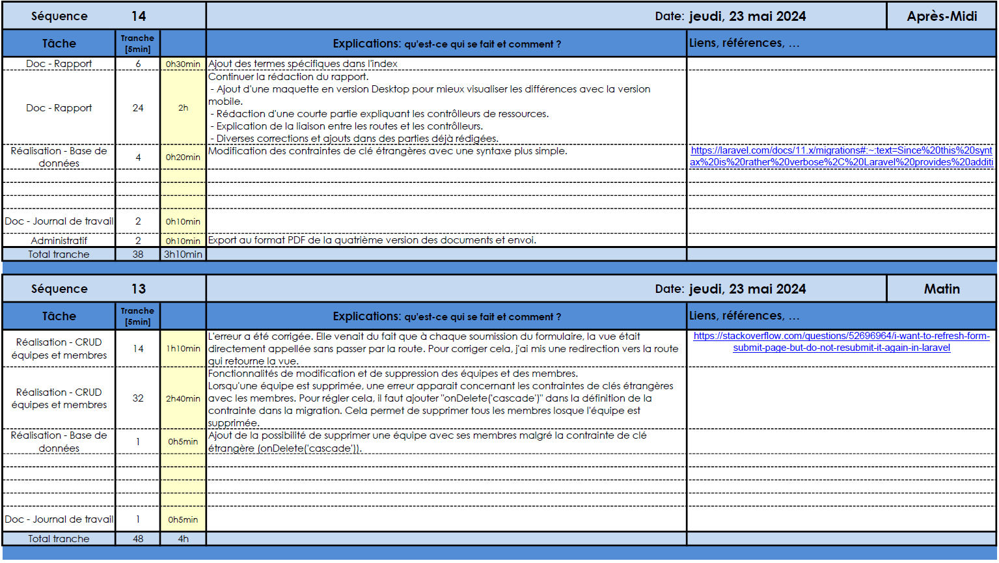 Séquence 14 Date: jeudi, 23 mai 2024 Après-Midi
Tâche Tranche [5min] Explications: qu'est-ce qui se fait et comment ? Liens, références, …
Doc - Rapport 6 0h30min Ajout des termes spécifiques dans l'index
Doc - Rapport 24 2h
Continuer la rédaction du rapport.
- Ajout d'une maquette en version Desktop pour mieux visualiser les différences avec la version
mobile.
- Rédaction d'une courte partie expliquant les contrôleurs de ressources.
- Explication de la liaison entre les routes et les contrôlleurs.
- Diverses corrections et ajouts dans des parties déjà rédigées.
Réalisation - Base de
données
4 0h20min Modification des contraintes de clé étrangères avec une syntaxe plus simple.
https://laravel.com/docs/11.x/migrations#:~:text=Since%20this%20synt
ax%20is%20rather%20verbose%2C%20Laravel%20provides%20additi
Doc - Journal de travail 2 0h10min
Administratif 2 0h10min Export au format PDF de la quatrième version des documents et envoi.
Total tranche 38 3h10min
Séquence 13 Date: jeudi, 23 mai 2024 Matin
Tâche Tranche [5min] Explications: qu'est-ce qui se fait et comment ? Liens, références, …
Réalisation - CRUD
équipes et membres
14 1h10min
L'erreur a été corrigée. Elle venait du fait que à chaque soumission du formulaire, la vue était
directement appellée sans passer par la route. Pour corriger cela, j'ai mis une redirection vers la route
qui retourne la vue.
https://stackoverflow.com/questions/52696964/i-want-to-refresh-form-
submit-page-but-do-not-resubmit-it-again-in-laravel
Réalisation - CRUD
équipes et membres
32 2h40min
Fonctionnalités de modification et de suppression des équipes et des membres.
Lorsqu'une équipe est supprimée, une erreur apparait concernant les contraintes de clés étrangères
avec les membres. Pour régler cela, il faut ajouter "onDelete('cascade')" dans la définition de la
contrainte dans la migration. Cela permet de supprimer tous les membres losque l'équipe est
supprimée.
Réalisation - Base de
données
1 0h5min
Ajout de la possibilité de supprimer une équipe avec ses membres malgré la contrainte de clé
étrangère (onDelete('cascade')).
Doc - Journal de travail 1 0h5min
Total tranche 48 4h